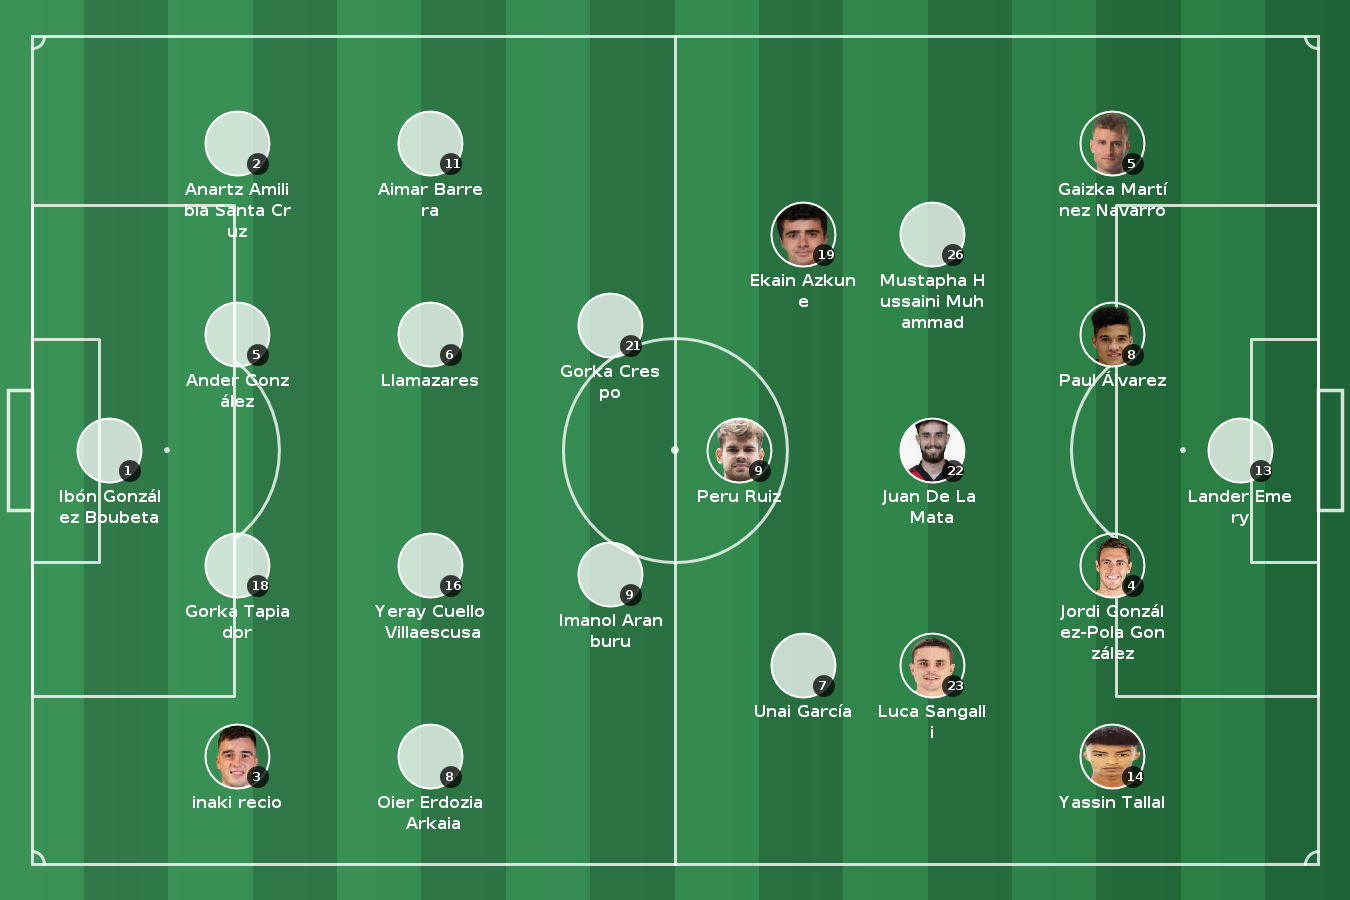 2
Anartz Amili
bia Santa Cr
uz
11
Aimar Barre
ra
5
Gaizka Martí
nez Navarro
19
Ekain Azkun
e
26
Mustapha H
ussaini Muh
ammad
5
Ander Gonz
ález
6
Llamazares
21
Gorka Cres
po
8
Paul Álvarez
1
Ibón Gonzál
ez Boubeta
9
Peru Ruiz
22
Juan De La
Mata
13
Lander Eme
ry
18
Gorka Tapia
dor
16
Yeray Cuello
Villaescusa
9
Imanol Aran
buru
4
Jordi Gonzál
ez-Pola Gon
zález
7
Unai García
23
Luca Sangall
i
3
inaki recio
8
Oier Erdozia
Arkaia
14
Yassin Tallal